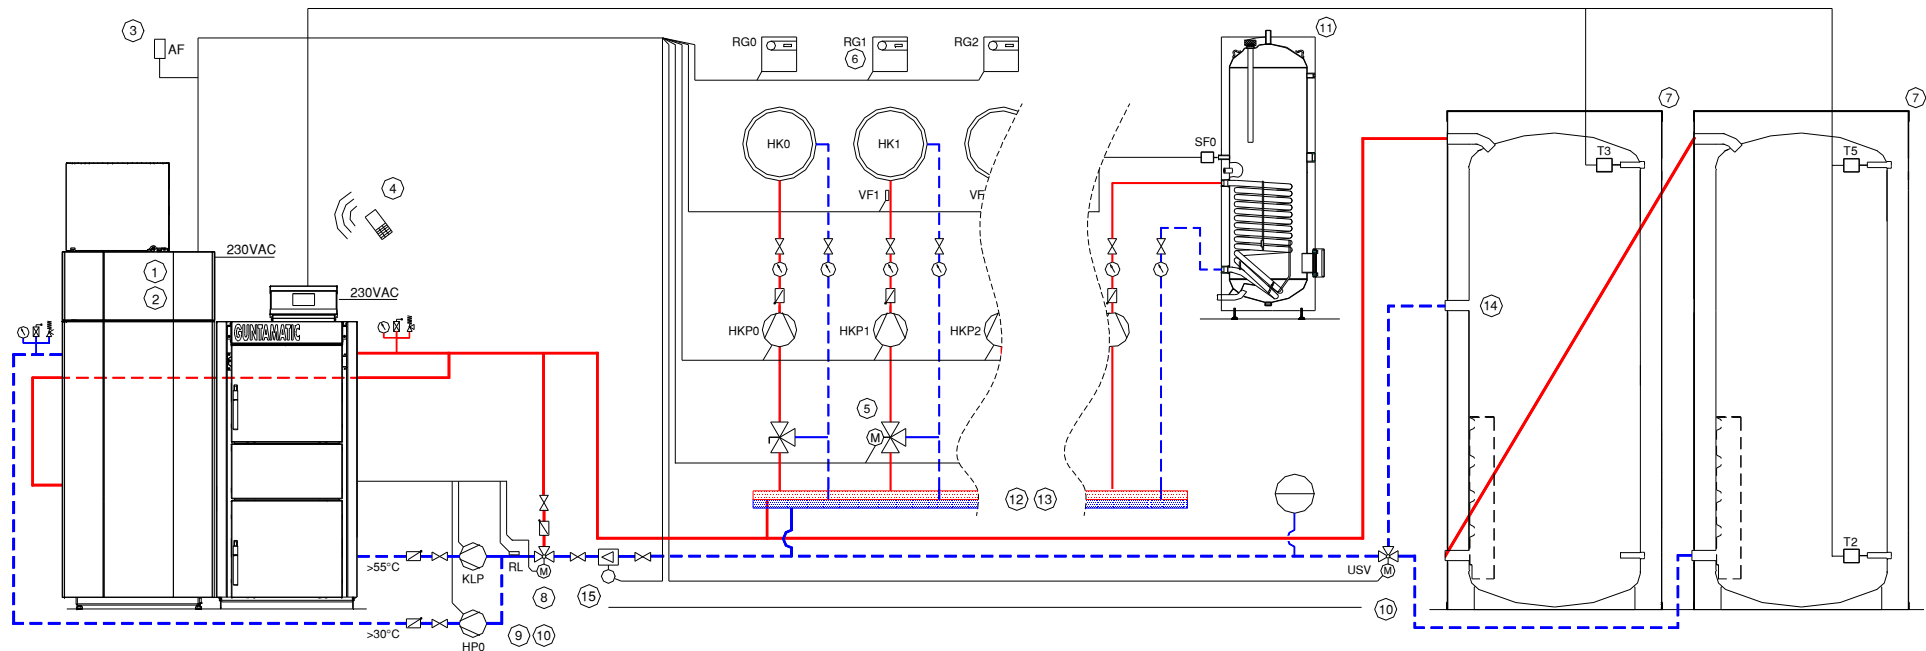 3
AF
RG0
RG1
RG2
6
11
7
7
HK0
HK1
SF0
T3
T5
4
VF1
VF
230VAC
1
2
230VAC
GUNTAMATIC
HKP0
HKP1
HKP2
14
5
M
12
13
>55°C
KLP
RL
M
USV
M
T2
8
15
10
>30°C
HP0
9
10